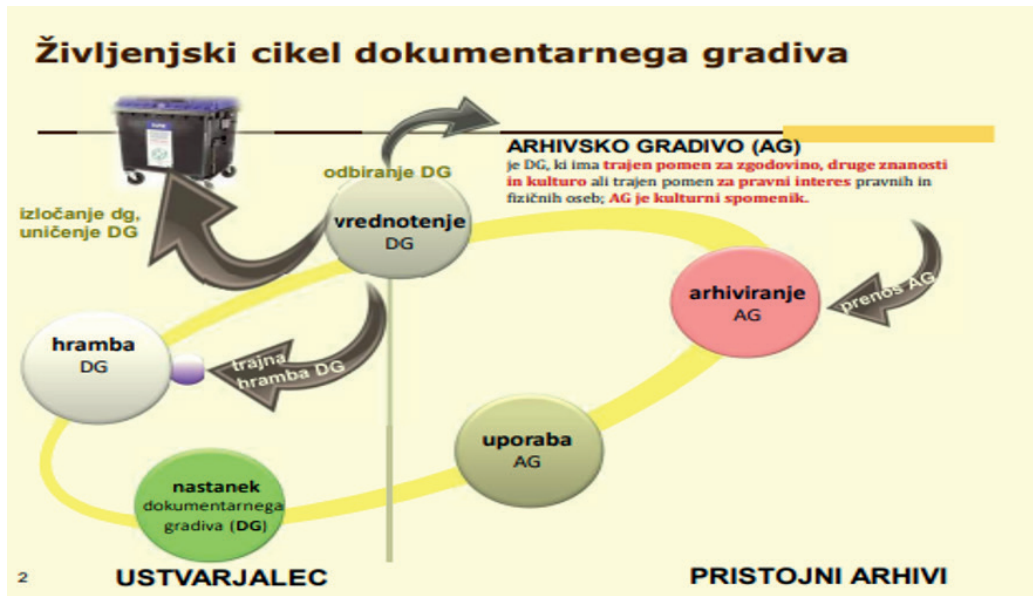 Življenjski cikel dokumentarnega gradiva
ARHIVSKO GRADIVO (AG)
je DG, ki ima trajen pomen za zgodovino, druge znanosti
in kulturo ali trajen pomen za pravni interes pravnih in
fizičnih oseb; AG je kulturni spomenik.
odbiranje DG
izločanje dg,
uničenje DG
vrednotenje
DG
arhiviranje
AG
prenos AG
hramba
DG
trajna
hramba DG
uporaba
AG
nastanek
dokumentarnega
gradiva (DG)
2
USTVARJALEC
PRISTOJNI ARHIVI